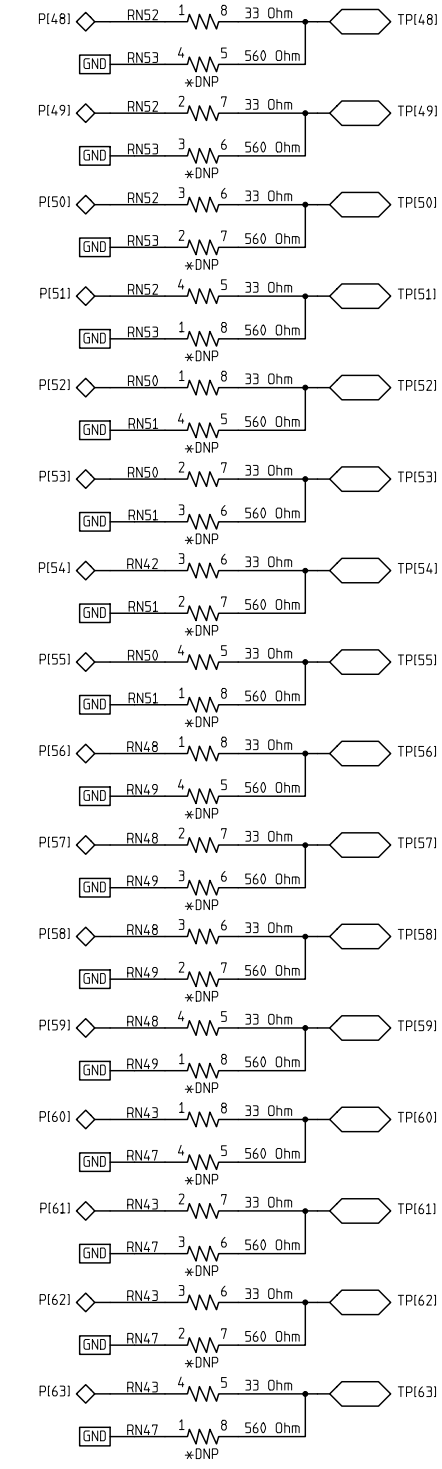 P[48] RN52 1 8 33 Ohm TP[48]
GND RN53 4 5 560 Ohm
*DNP
P[49] RN52 2 7 33 Ohm TP[49]
GND RN53 3 6 560 Ohm
*DNP
P[50] RN52 3 6 33 Ohm TP[50]
GND RN53 2 7 560 Ohm
*DNP
P[51] RN52 4 5 33 Ohm TP[51]
GND RN53 1 8 560 Ohm
*DNP
P[52] RN50 1 8 33 Ohm TP[52]
GND RN51 4 5 560 Ohm
*DNP
P[53] RN50 2 7 33 Ohm TP[53]
GND RN51 3 6 560 Ohm
*DNP
P[54] RN42 3 6 33 Ohm TP[54]
GND RN51 2 7 560 Ohm
*DNP
P[55] RN50 4 5 33 Ohm TP[55]
GND RN51 1 8 560 Ohm
*DNP
P[56] RN48 1 8 33 Ohm TP[56]
GND RN49 4 5 560 Ohm
*DNP
P[57] RN48 2 7 33 Ohm TP[57]
GND RN49 3 6 560 Ohm
*DNP
P[58] RN48 3 6 33 Ohm TP[58]
GND RN49 2 7 560 Ohm
*DNP
P[59] RN48 4 5 33 Ohm TP[59]
GND RN49 1 8 560 Ohm
*DNP
P[60] RN43 1 8 33 Ohm TP[60]
GND RN47 4 5 560 Ohm
*DNP
P[61] RN43 2 7 33 Ohm TP[61]
GND RN47 3 6 560 Ohm
*DNP
P[62] RN43 3 6 33 Ohm TP[62]
GND RN47 2 7 560 Ohm
*DNP
P[63] RN43 4 5 33 Ohm TP[63]
GND RN47 1 8 560 Ohm
*DNP